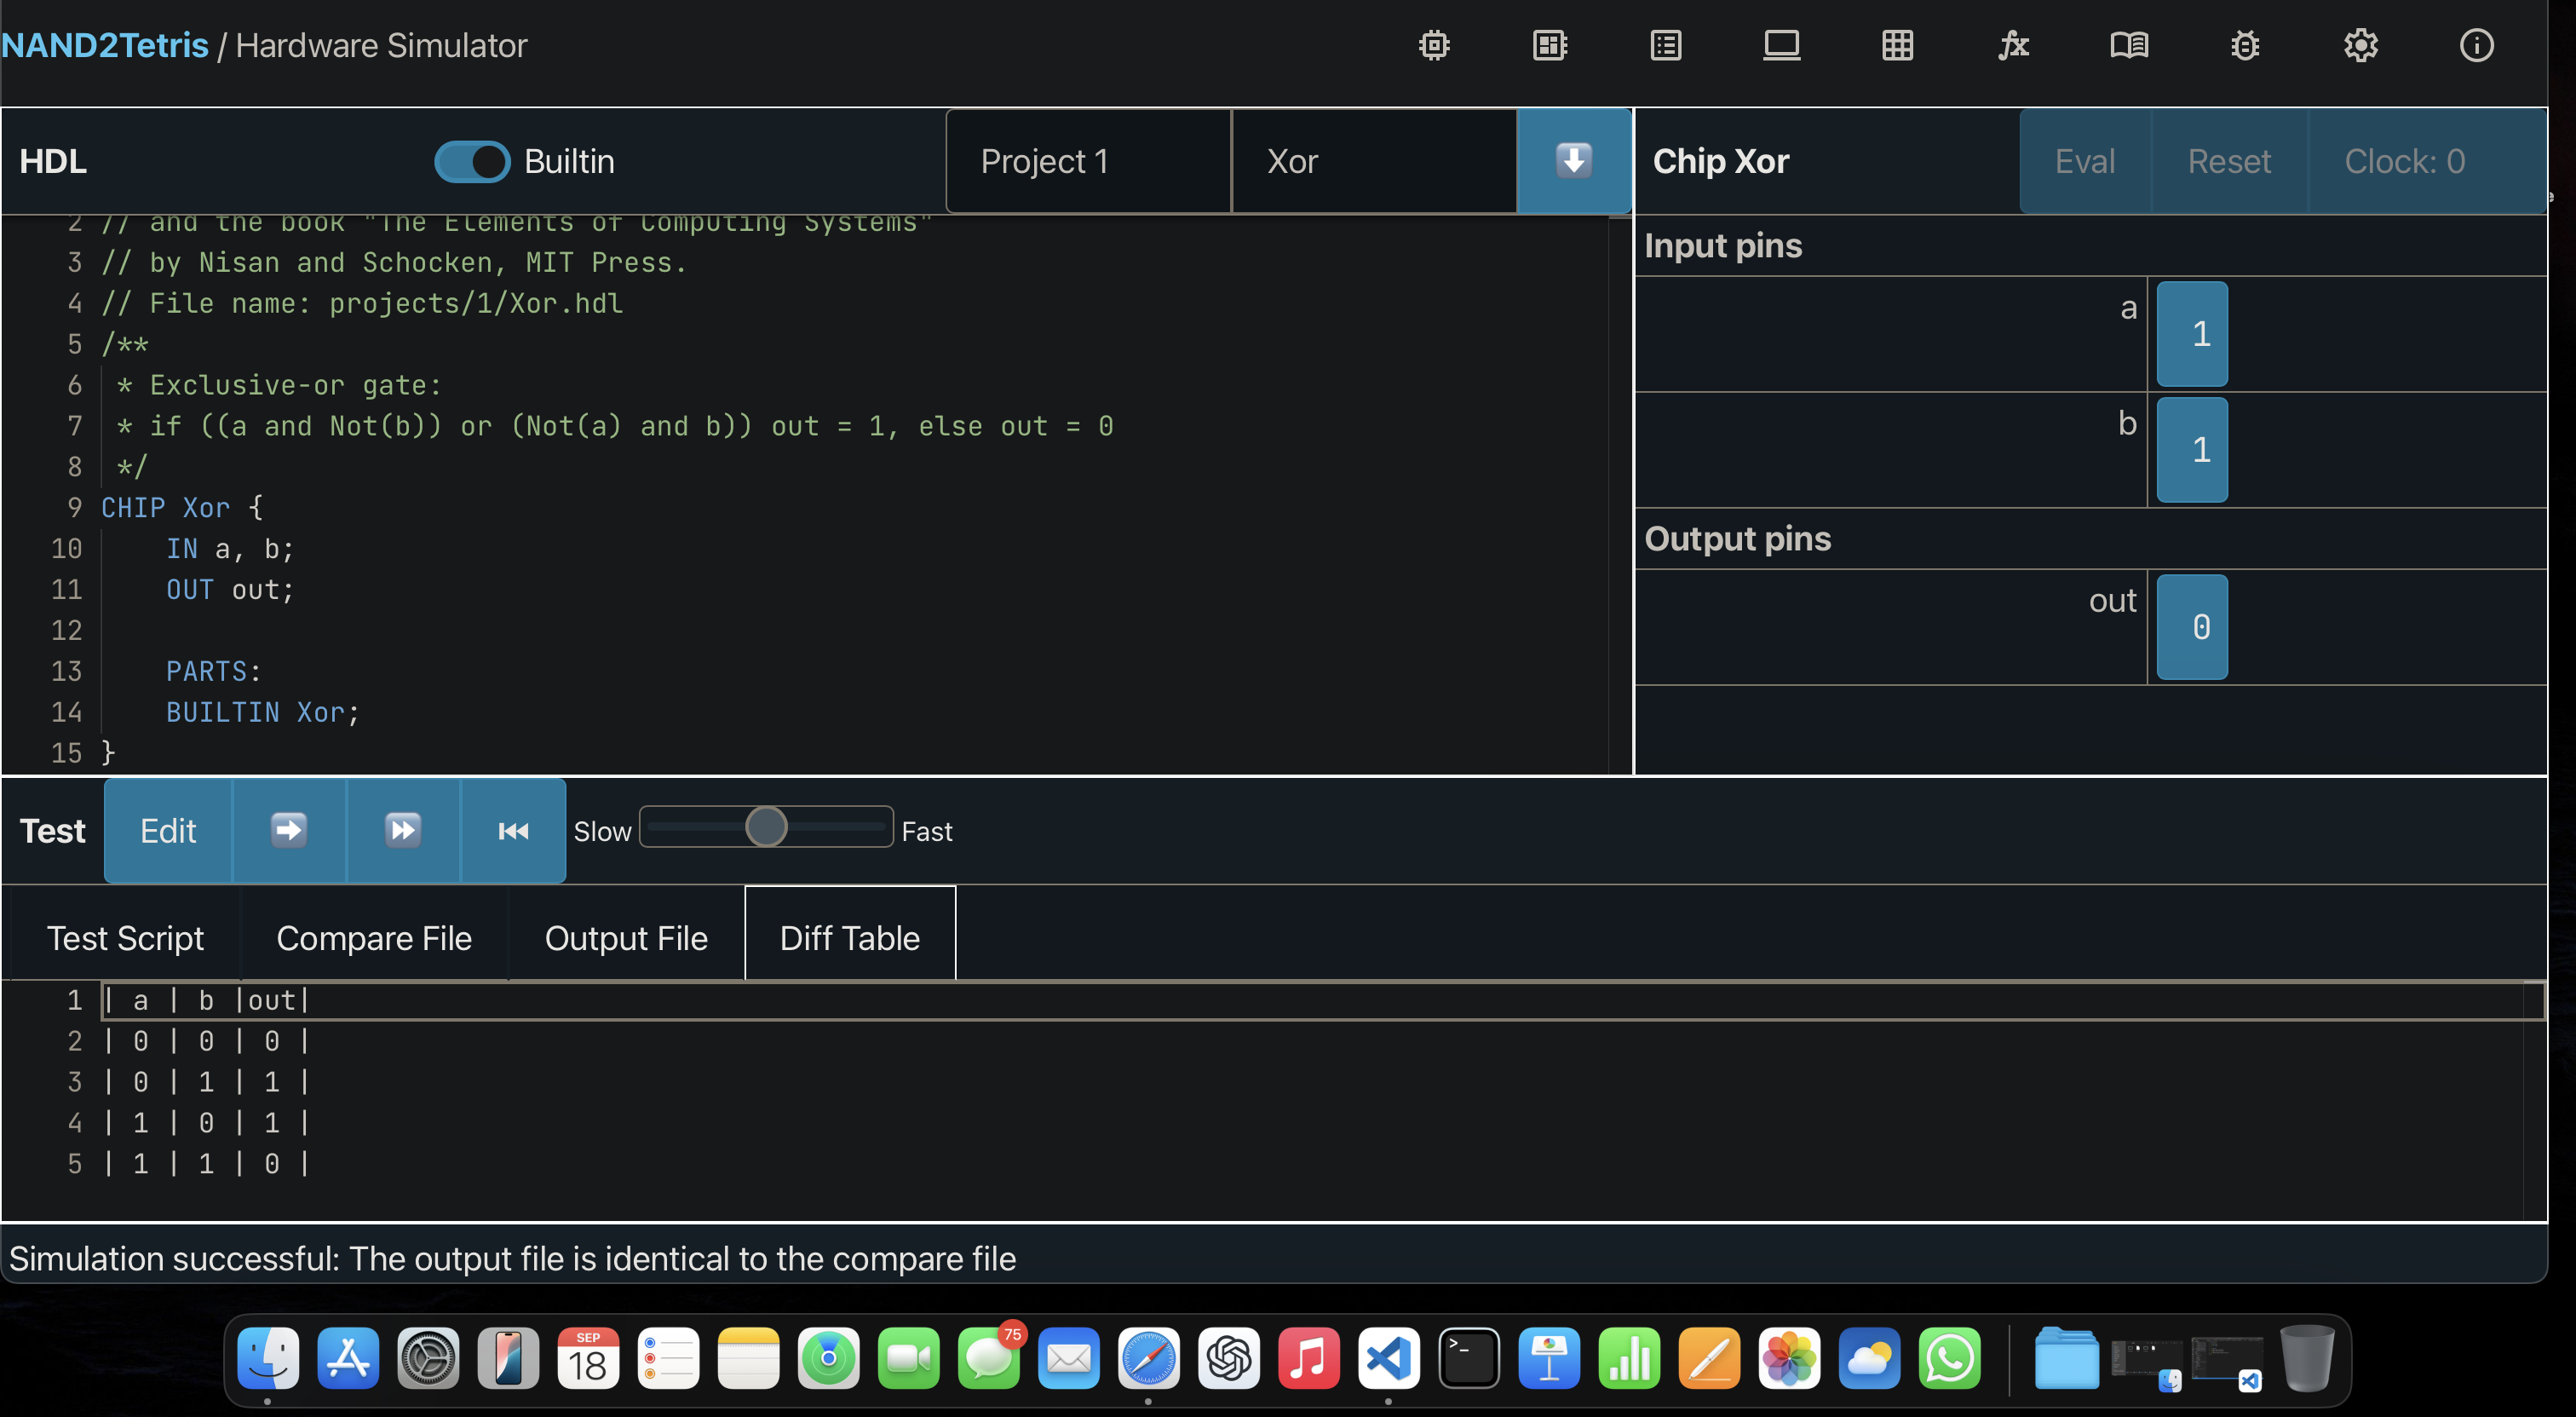 NAND2Tetris / Hardware Simulator
HDL Builtin Project 1 Xor
2 // and the book "The Elements of Computing Systems"
3 // by Nisan and Schocken, MIT Press.
4 // File name: projects/1/Xor.hdl
5 /**
6 * Exclusive-or gate:
7 * if ((a and Not(b)) or (Not(a) and b)) out = 1, else out = 0
8 */
9 CHIP Xor {
10 IN a, b;
11 OUT out;
12
13 PARTS:
14 BUILTIN Xor;
15 }
Chip Xor Eval Reset Clock: 0
Input pins
a 1
b 1
Output pins
out 0
Test Edit Slow Fast
Test Script Compare File Output File Diff Table
1 | a | b |out|
2 | 0 | 0 | 0 |
3 | 0 | 1 | 1 |
4 | 1 | 0 | 1 |
5 | 1 | 1 | 0 |
Simulation successful: The output file is identical to the compare file
SEP
18
75
>_